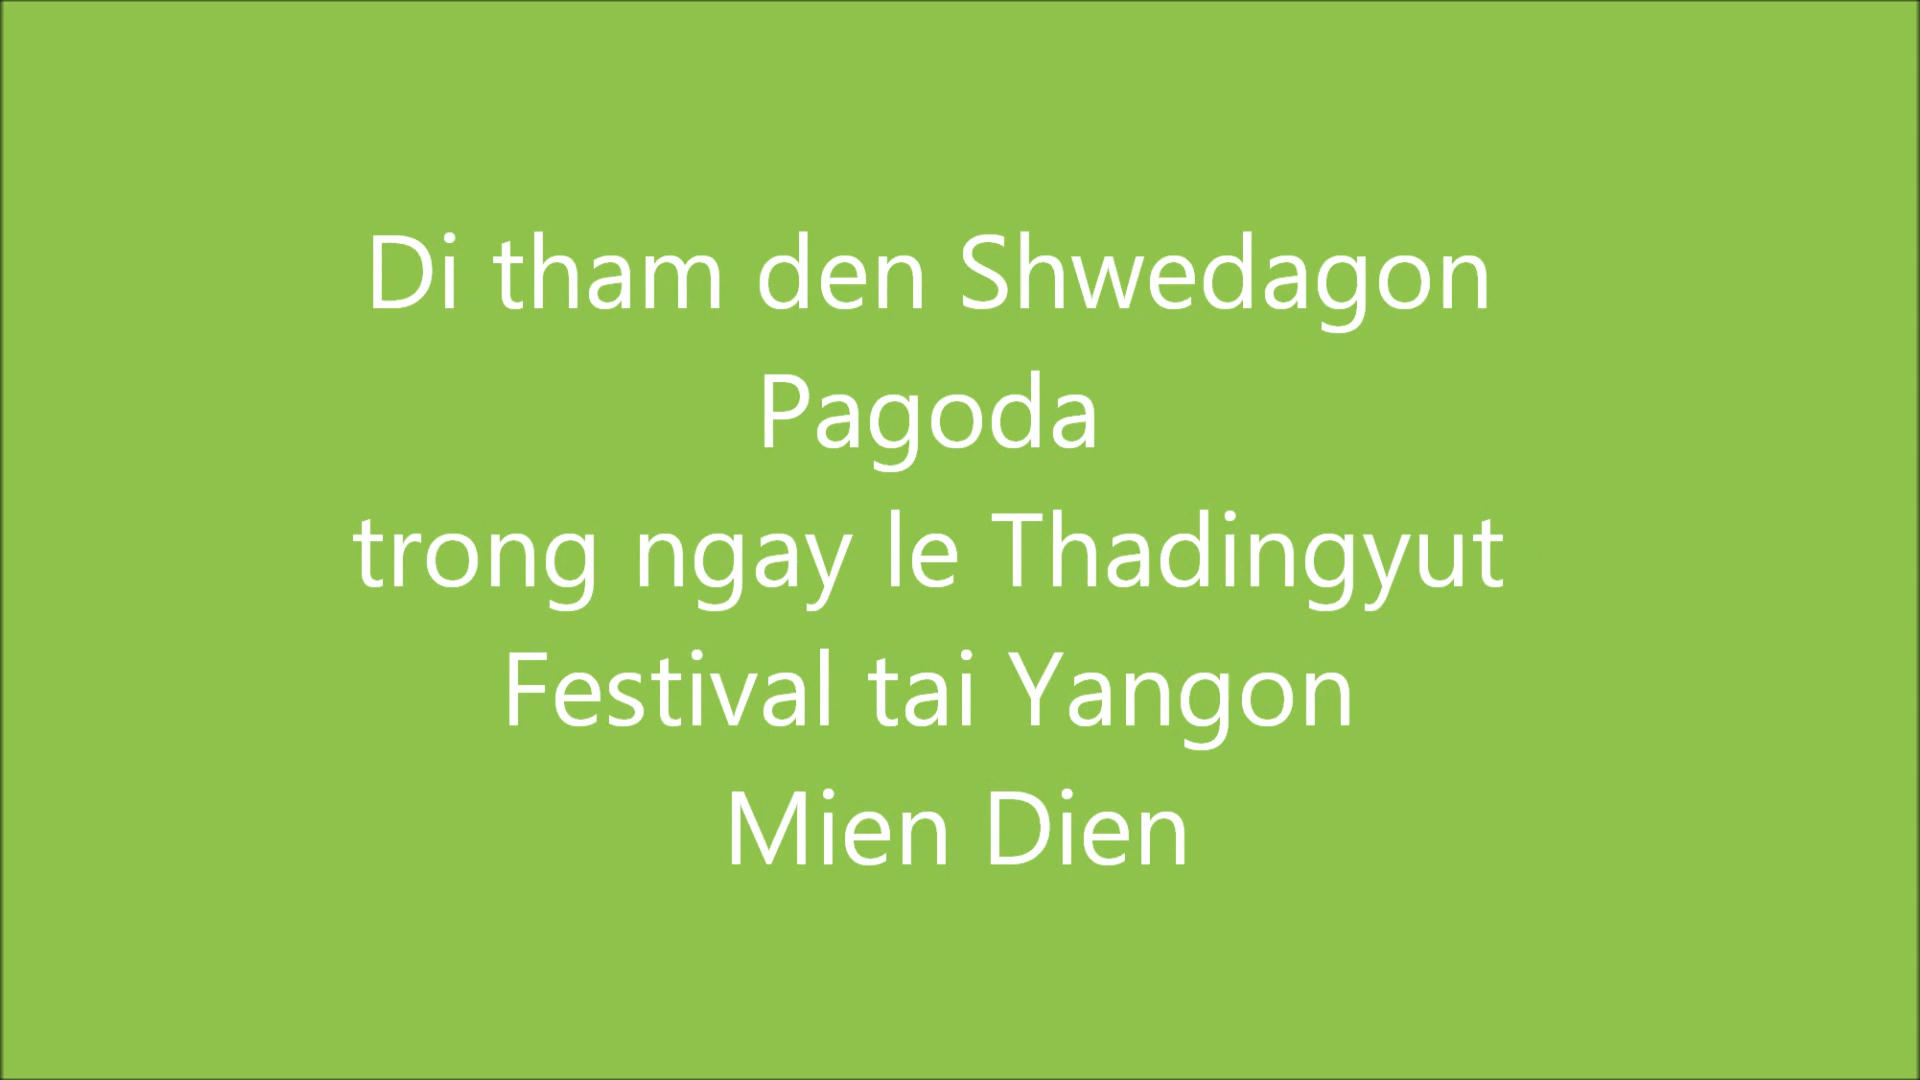 Di tham den Shwedagon
Pagoda
trong ngay le Thadingyut
Festival tai Yangon
Mien Dien